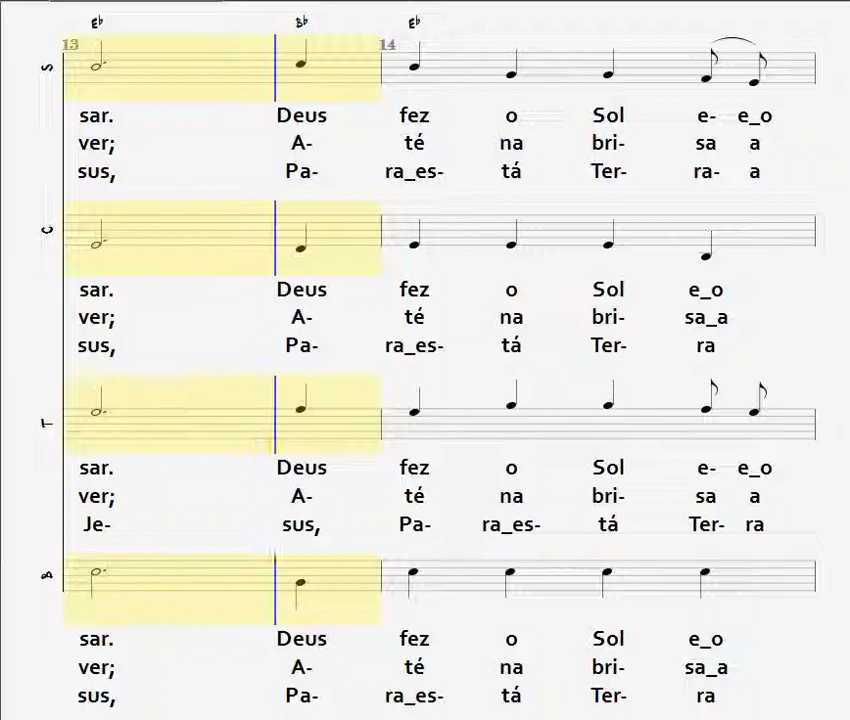 E♭ B♭ E♭
13 14
S
sar. Deus fez o Sol e- e_o
ver; A- té na bri- sa a
sus, Pa- ra_es- tá Ter- ra- a
C
sar. Deus fez o Sol e_o
ver; A- té na bri- sa_a
sus, Pa- ra_es- tá Ter- ra
T
sar. Deus fez o Sol e- e_o
ver; A- té na bri- sa a
Je- sus, Pa- ra_es- tá Ter- ra
B
sar. Deus fez o Sol e_o
ver; A- té na bri- sa_a
sus, Pa- ra_es- tá Ter- ra